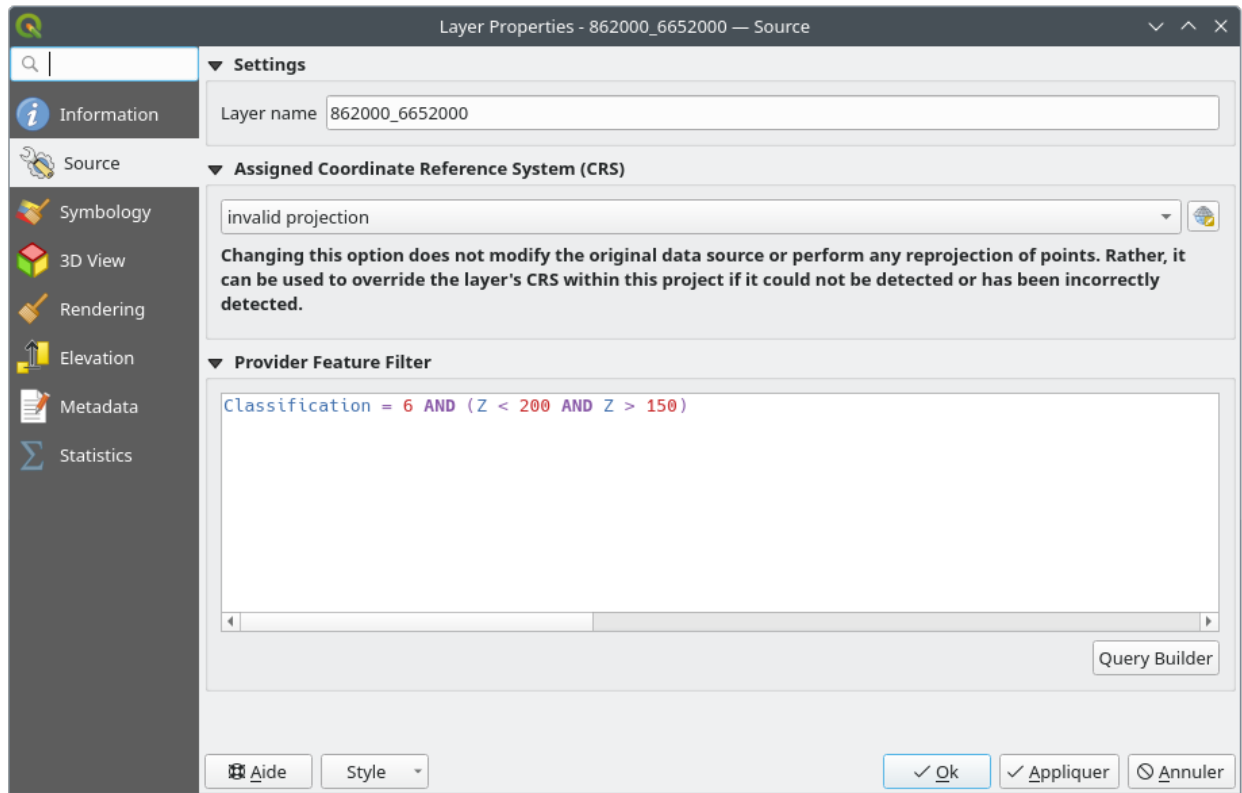 Layer Properties - 862000_6652000 — Source
Information
Source
Symbology
3D View
Rendering
Elevation
Metadata
Statistics
Settings
Layer name 862000_6652000
Assigned Coordinate Reference System (CRS)
invalid projection
Changing this option does not modify the original data source or perform any reprojection of points. Rather, it
can be used to override the layer's CRS within this project if it could not be detected or has been incorrectly
detected.
Provider Feature Filter
Classification = 6 AND (Z < 200 AND Z > 150)
Query Builder
Aide Style Ok Appliquer Annuler